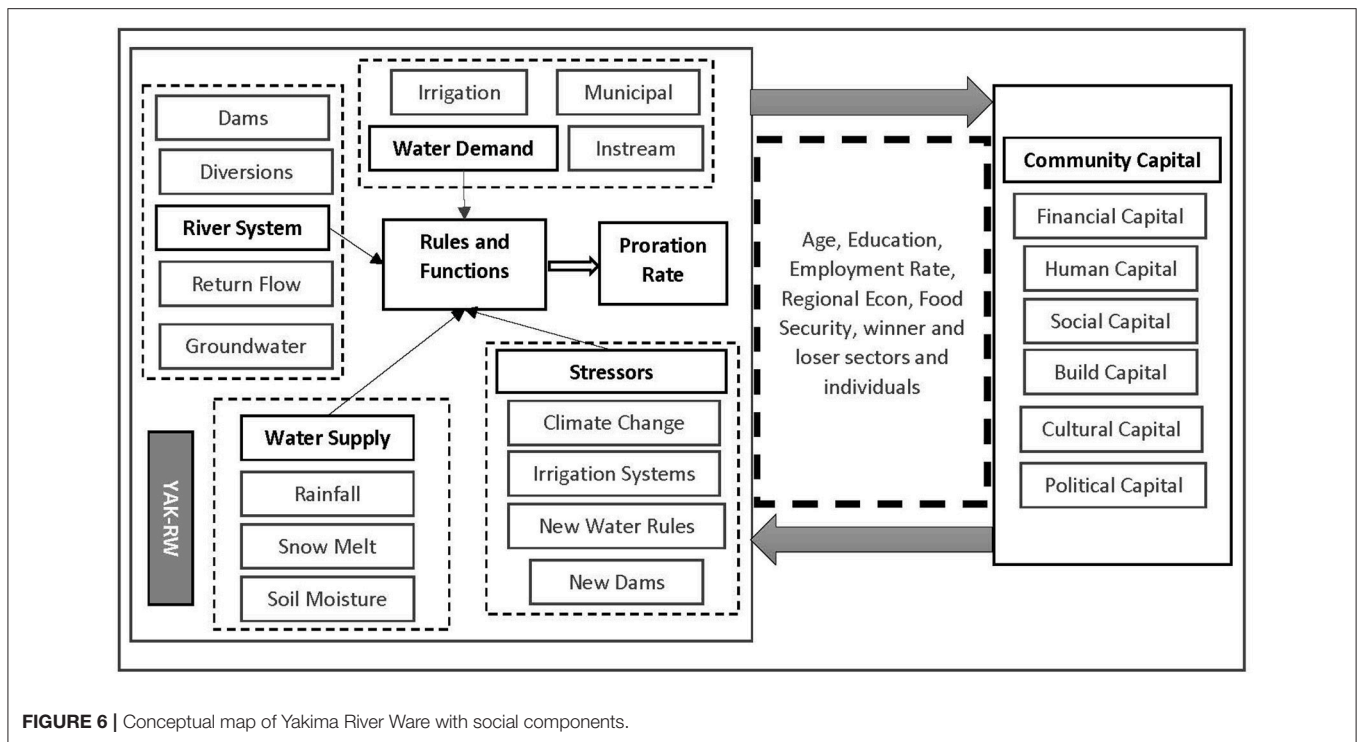 Dams
Diversions
River System
Return Flow
Groundwater
Irrigation
Municipal
Water Demand
Instream
Rules and
Functions
Proration
Rate
Water Supply
Rainfall
Snow Melt
Soil Moisture
YAK-RW
Stressors
Climate Change
Irrigation Systems
New Water Rules
New Dams
Age, Education,
Employment Rate,
Regional Econ, Food
Security, winner and
loser sectors and
individuals
Community Capital
Financial Capital
Human Capital
Social Capital
Build Capital
Cultural Capital
Political Capital
FIGURE 6 | Conceptual map of Yakima River Ware with social components.